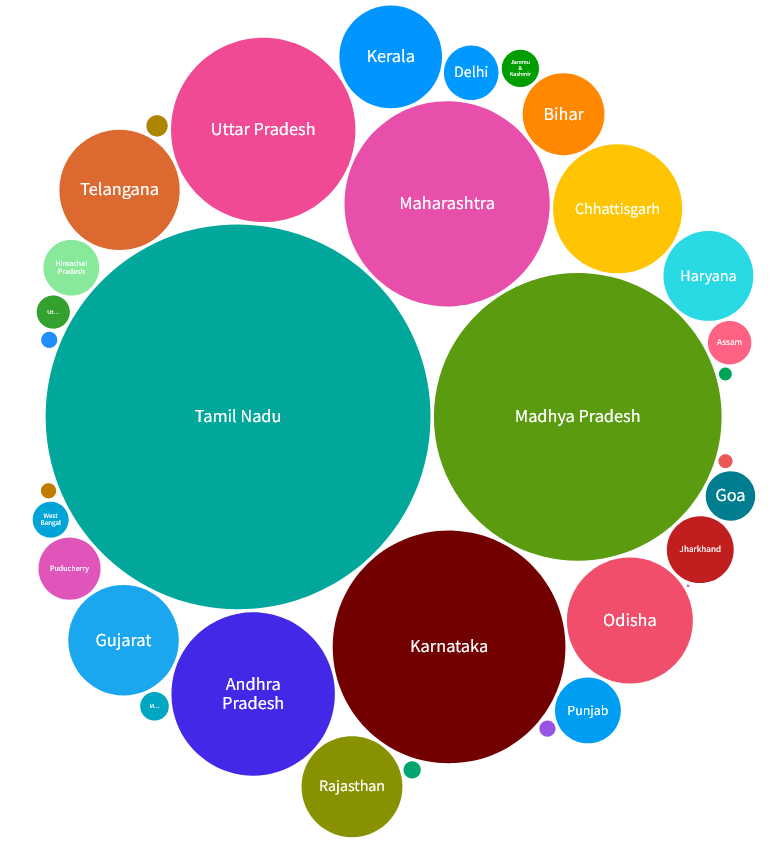 Kerala
Delhi
Jammu
&
Kashmir
Bihar
Uttar Pradesh
Telangana
Maharashtra
Chhattisgarh
Himachal
Pradesh
Haryana
Ut...
Assam
Tamil Nadu
Madhya Pradesh
Goa
West
Bengal
Jharkhand
Puducherry
Odisha
Gujarat
Karnataka
Andhra
Pradesh
M...
Punjab
Rajasthan